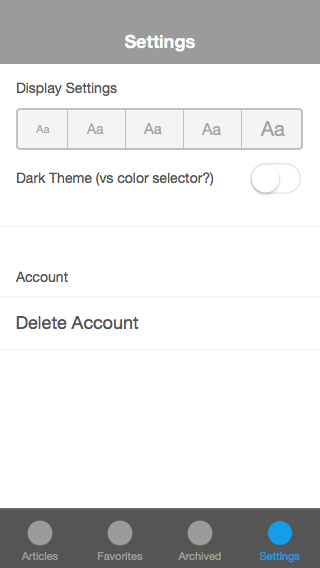 Settings
Display Settings
Aa Aa Aa Aa Aa
Dark Theme (vs color selector?)
Account
Delete Account
Articles Favorites Archived Settings